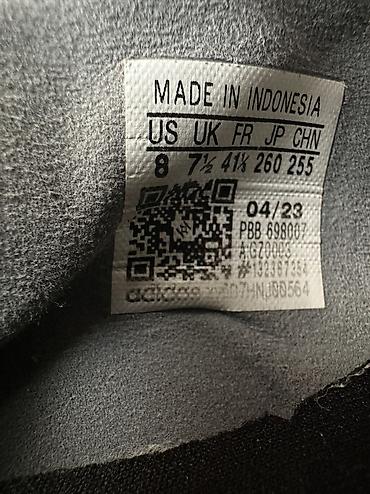 MADE IN INDONESIA
US UK FR JP CHN
8 7½ 41⅓ 260 255
04/23
PBB 698007
#132387354
adidas